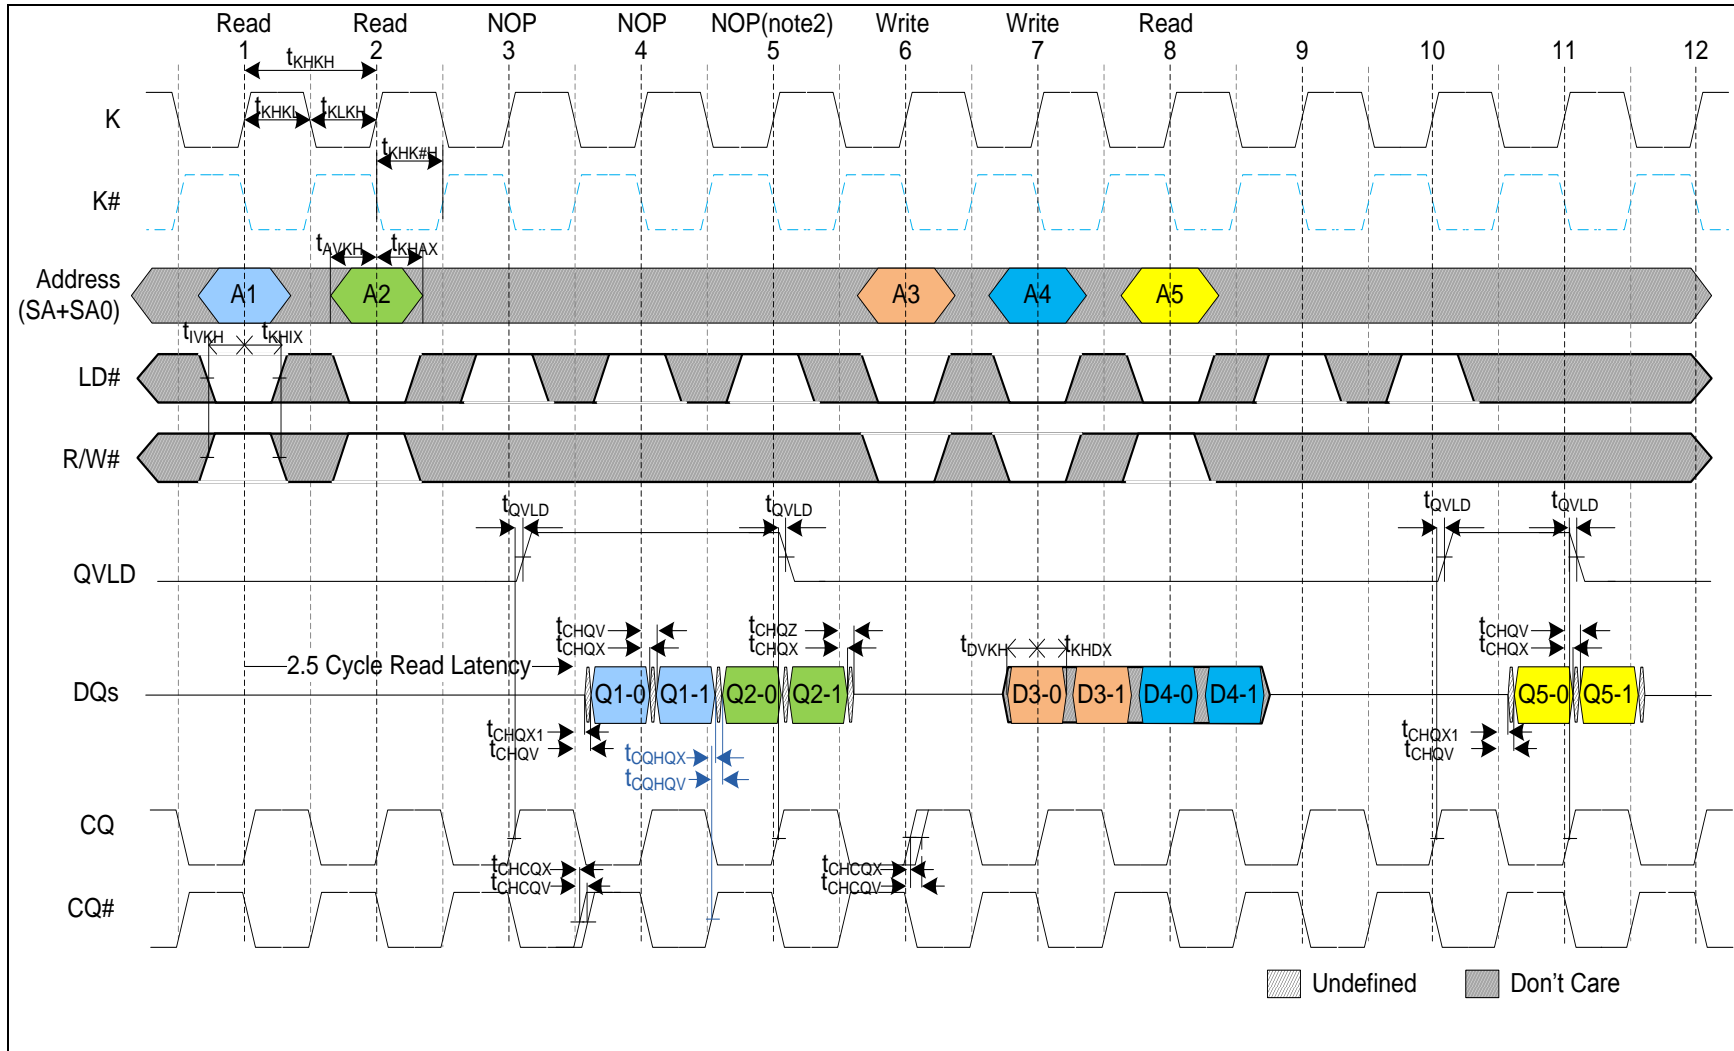 Read Read NOP NOP NOP(note2) Write Write Read
1 2 3 4 5 6 7 8 9 10 11 12
tKHKH
K
tKHKL tKLKH
tKHK#H
K#
tAVKH tKHAX
Address
(SA+SA0)
A1 A2 A3 A4 A5
tIVKH tKHIX
LD#
R/W#
tQVLD tQVLD tQVLD tQVLD
QVLD
tCHQV tCHQZ tCHQV
tCHQX tCHQX tDVKH tKHDX tCHQX
2.5 Cycle Read Latency
DQs
Q1-0 Q1-1 Q2-0 Q2-1 D3-0 D3-1 D4-0 D4-1 Q5-0 Q5-1
tCHQX1 tCHQX1
tCHQV tCHQV
tCQHQX
tCQHQV
CQ
tCHCQX tCHCQX
tCHCQV tCHCQV
CQ#
Undefined Don't Care